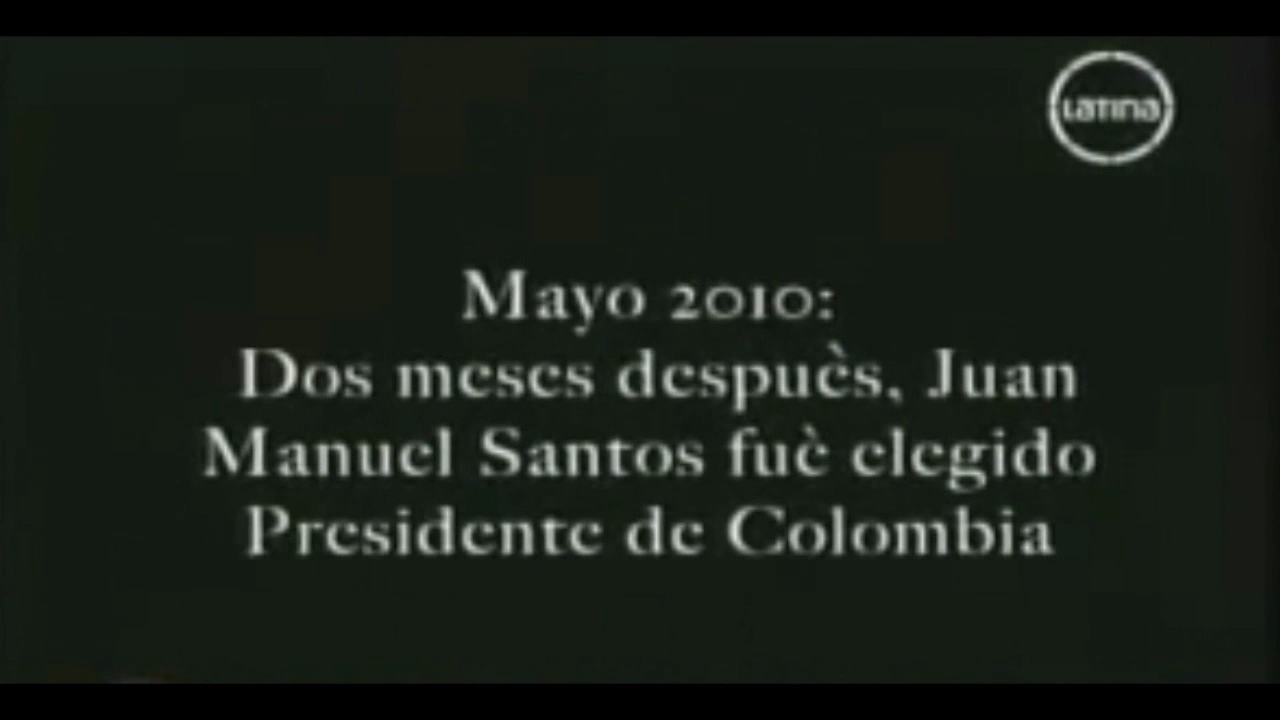 LATINA
Mayo 2010:
Dos meses despuès, Juan
Manuel Santos fuè elegido
Presidente de Colombia